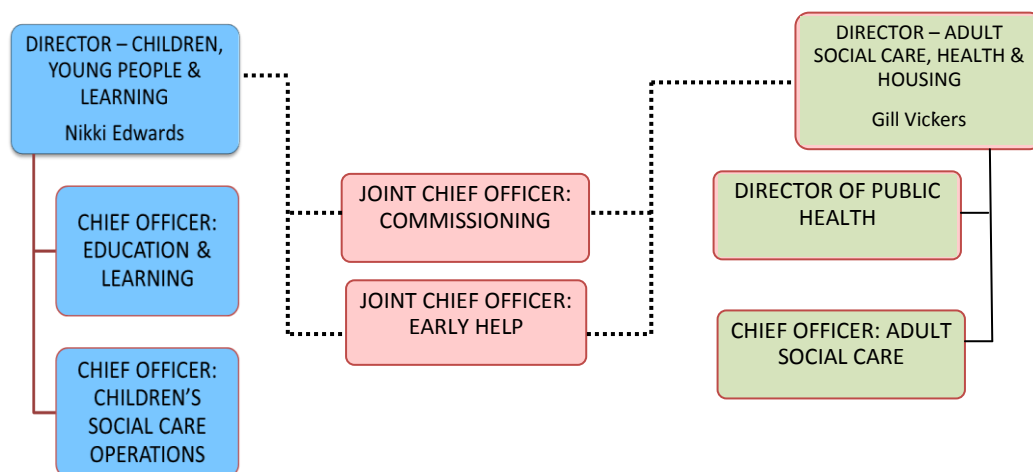 DIRECTOR – CHILDREN,
YOUNG PEOPLE &
LEARNING
Nikki Edwards
DIRECTOR – ADULT
SOCIAL CARE, HEALTH &
HOUSING
Gill Vickers
JOINT CHIEF OFFICER:
COMMISSIONING
DIRECTOR OF PUBLIC
HEALTH
CHIEF OFFICER:
EDUCATION &
LEARNING
JOINT CHIEF OFFICER:
EARLY HELP
CHIEF OFFICER: ADULT
SOCIAL CARE
CHIEF OFFICER:
CHILDREN’S
SOCIAL CARE
OPERATIONS